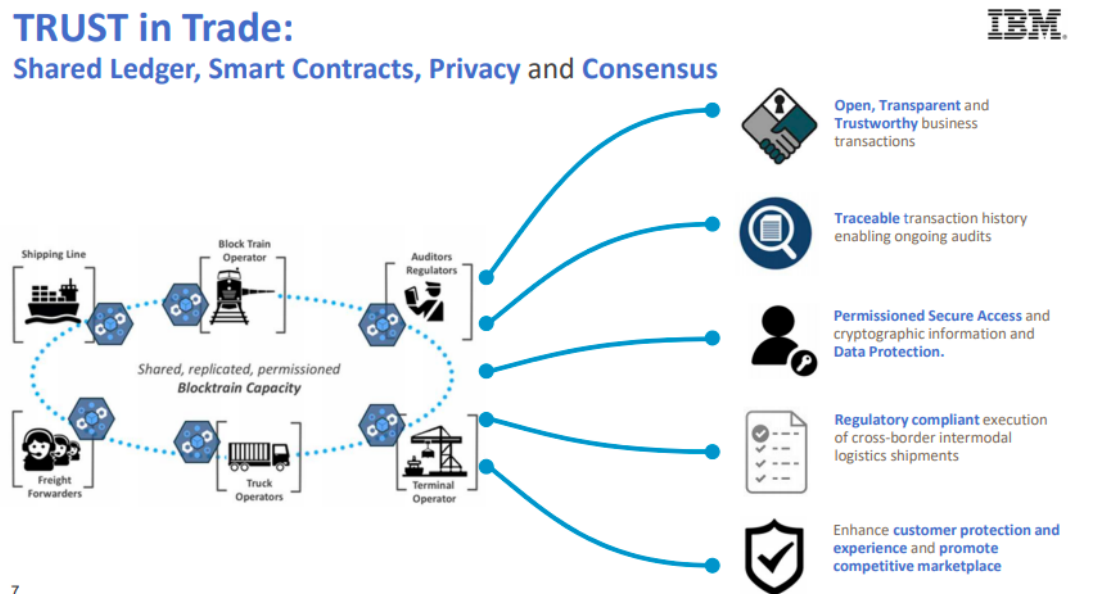 TRUST in Trade:
Shared Ledger, Smart Contracts, Privacy and Consensus
IBM®
Open, Transparent and
Trustworthy business
transactions
Traceable transaction history
enabling ongoing audits
Permissioned Secure Access and
cryptographic information and
Data Protection.
Regulatory compliant execution
of cross-border intermodal
logistics shipments
Enhance customer protection and
experience and promote
competitive marketplace
Shipping Line
Block Train
Operator
Auditors
Regulators
Shared, replicated, permissioned
Blocktrain Capacity
Freight
Forwarders
Truck
Operators
Terminal
Operator
7